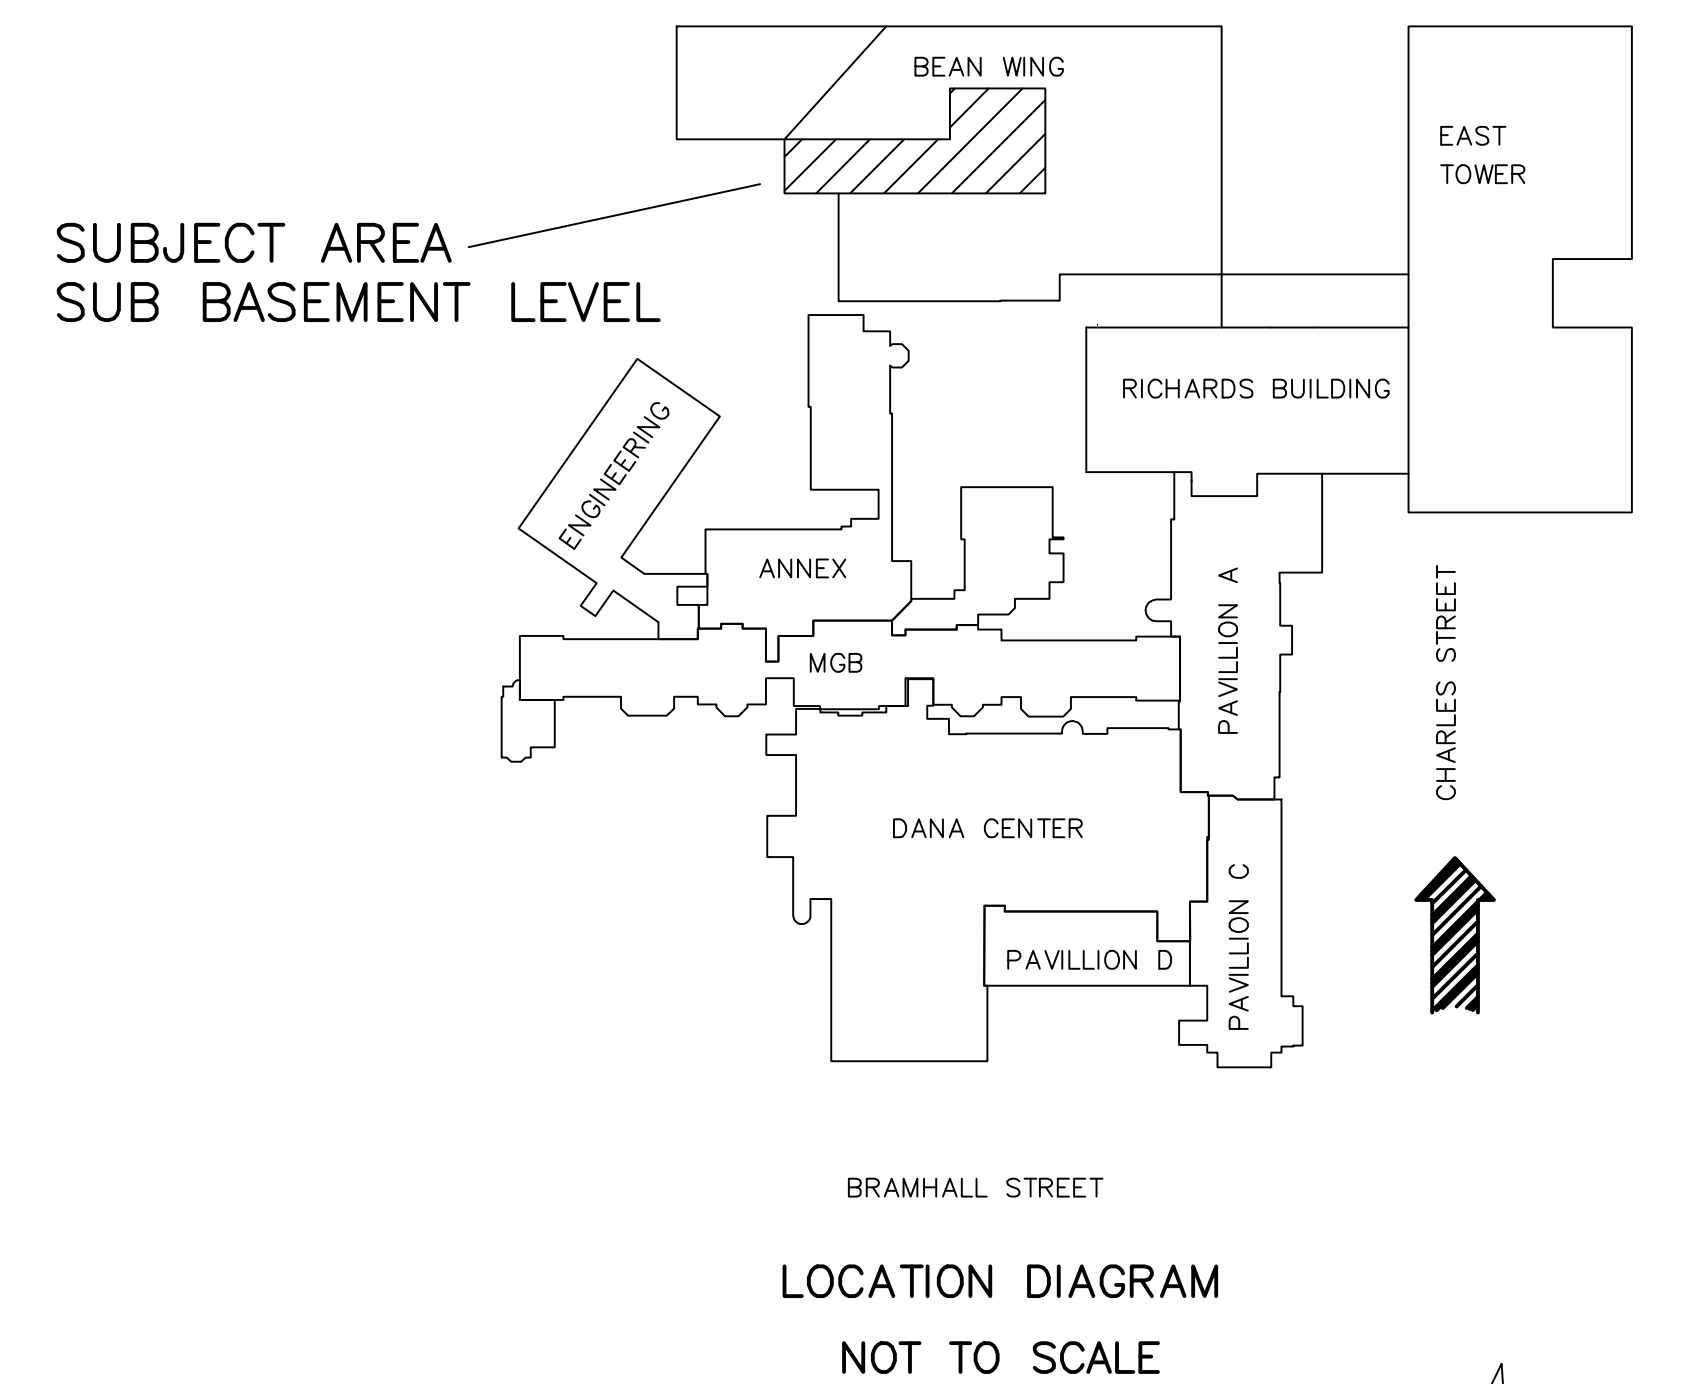 BEAN WING
EAST
TOWER
SUBJECT AREA
SUB BASEMENT LEVEL
RICHARDS BUILDING
ENGINEERING
ANNEX
MGB
PAVILLION A
CHARLES STREET
DANA CENTER
PAVILLION C
PAVILLION D
BRAMHALL STREET
LOCATION DIAGRAM
NOT TO SCALE